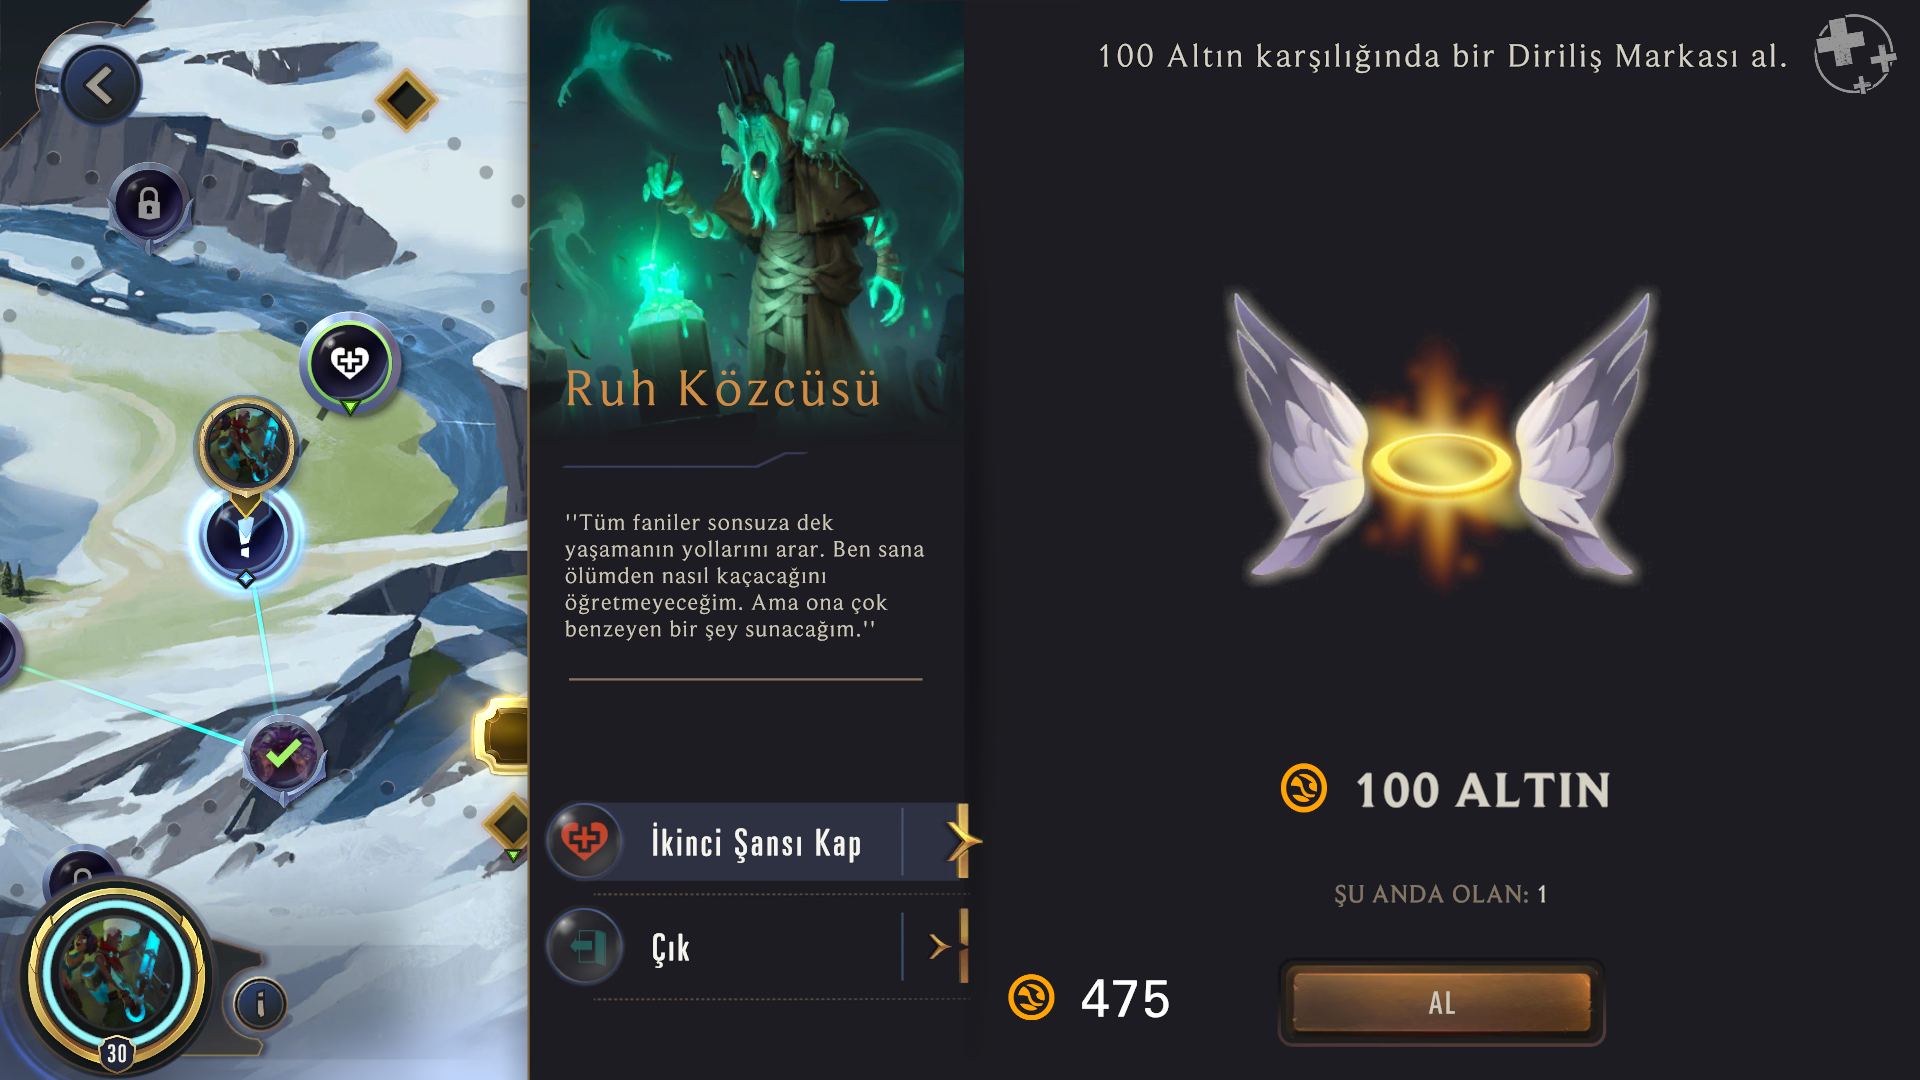 100 Altın karşılığında bir Diriliş Markası al.
Ruh Közcüsü
''Tüm faniler sonsuza dek
yaşamanın yollarını arar. Ben sana
ölümden nasıl kaçacağını
öğretmeyeceğim. Ama ona çok
benzeyen bir şey sunacağım.''
İkinci Şansı Kap
Çık
100 ALTIN
ŞU ANDA OLAN: 1
475
AL
30